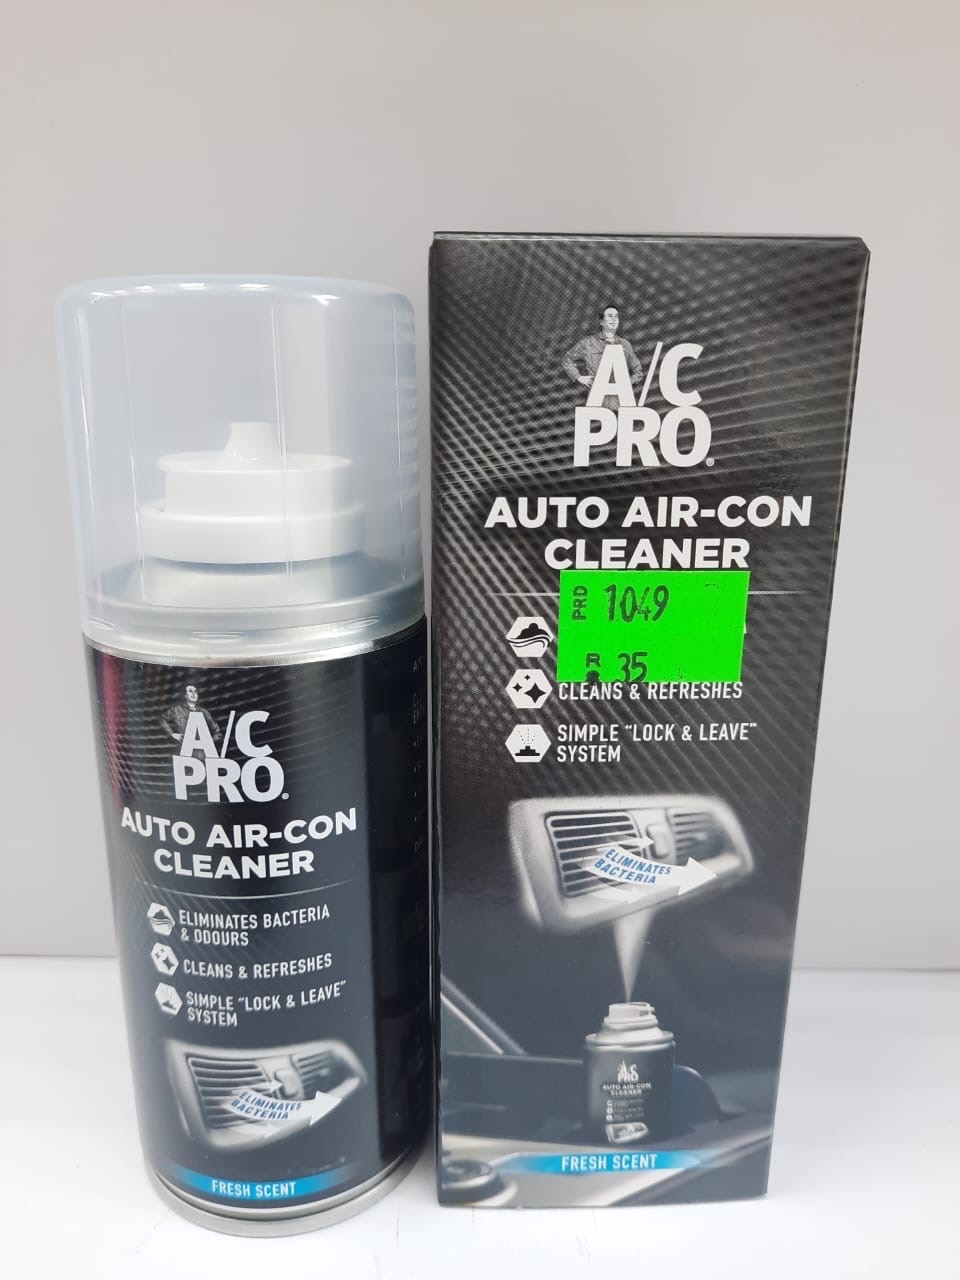 A/C
PRO®
AUTO AIR-CON
CLEANER
ELIMINATES BACTERIA
& ODOURS
CLEANS & REFRESHES
SIMPLE "LOCK & LEAVE"
SYSTEM
ELIMINATES
BACTERIA
FRESH SCENT
A/C
PRO®
AUTO AIR-CON
CLEANER
PRD 1049
R 35
CLEANS & REFRESHES
SIMPLE "LOCK & LEAVE"
SYSTEM
ELIMINATES
BACTERIA
A/C
PRO
AUTO AIR-CON
CLEANER
FRESH SCENT